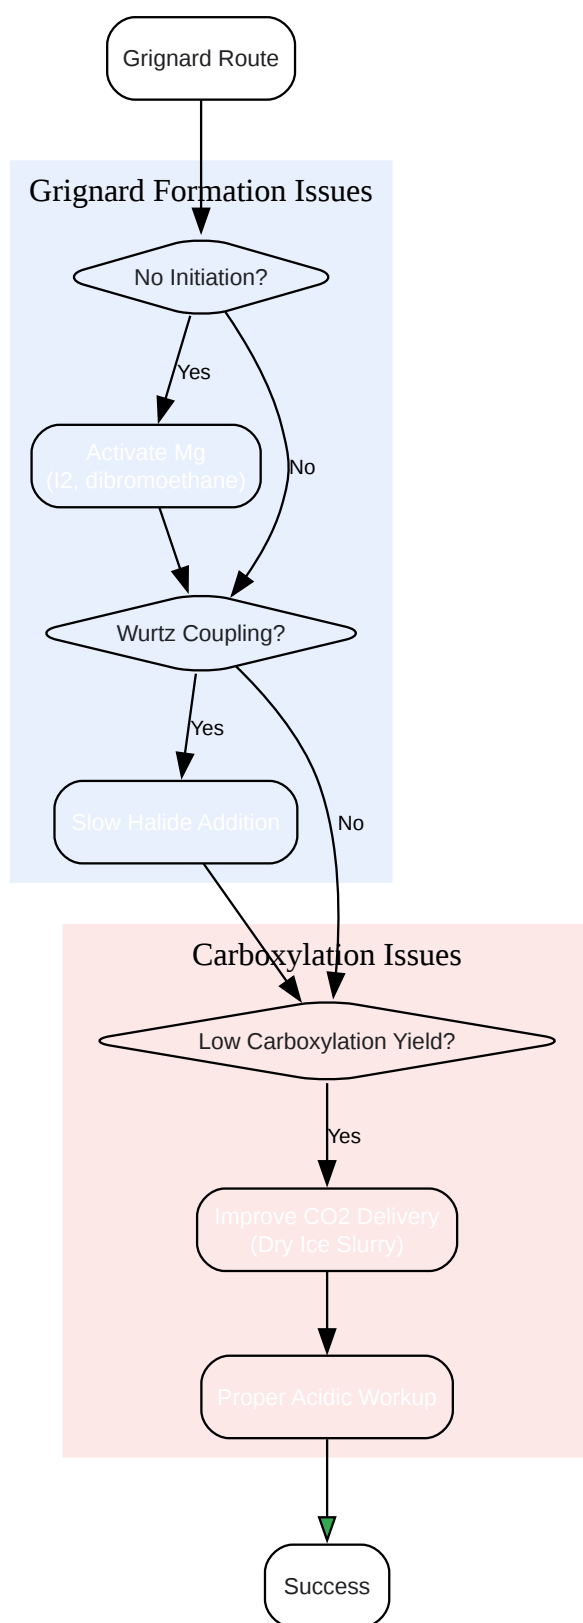 Grignard Route
Grignard Formation Issues
No Initiation?
Yes
Activate Mg
(I2, dibromoethane)
No
Wurtz Coupling?
Yes
Slow Halide Addition
No
Carboxylation Issues
Low Carboxylation Yield?
Yes
Improve CO2 Delivery
(Dry Ice Slurry)
Proper Acidic Workup
Success